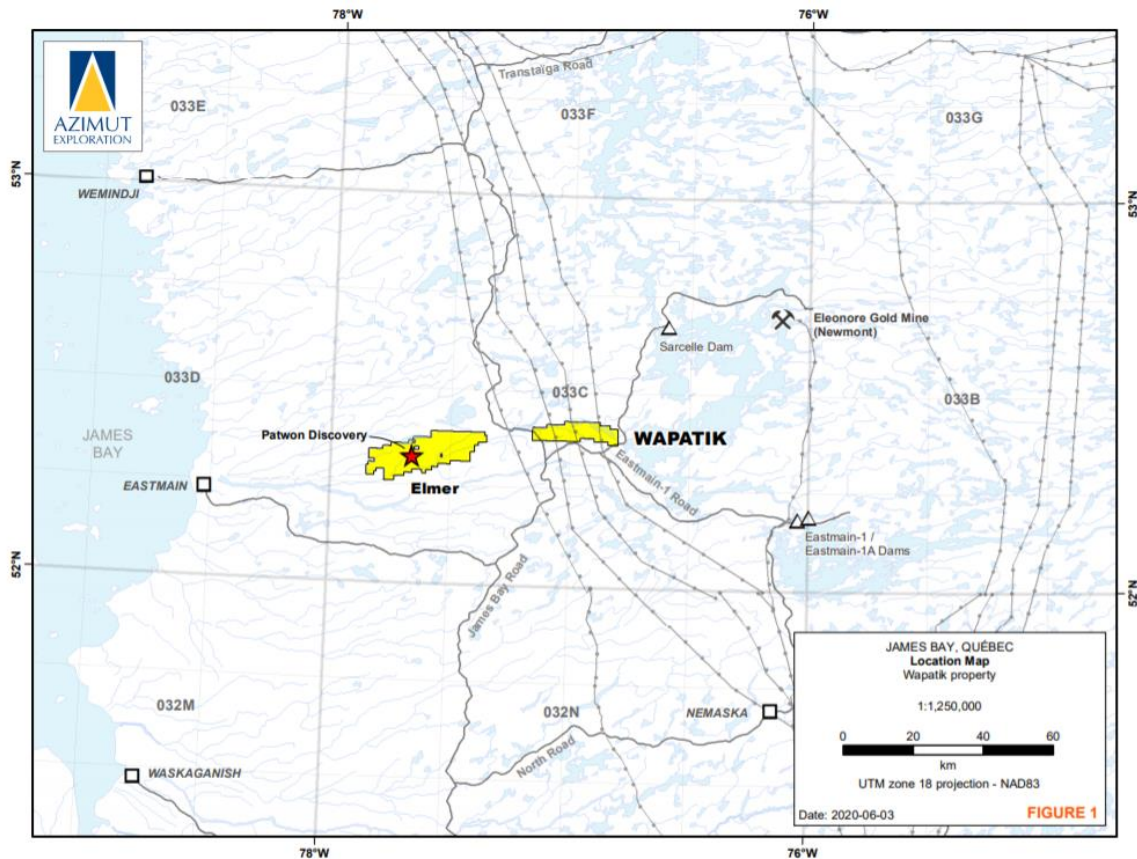 78°W
76°W
AZIMUT
EXPLORATION
Transtaïga Road
033E
033F
033G
53°N
53°N
WEMINDJI
Eleonore Gold Mine
(Newmont)
Sarcelle Dam
033D
033C
033B
JAMES
BAY
Patwon Discovery
WAPATIK
Elmer
EASTMAIN
Eastmain-1 Road
Eastmain-1 /
Eastmain-1A Dams
52°N
52°N
James Bay Road
032M
032N
NEMASKA
North Road
WASKAGANISH
JAMES BAY, QUÉBEC
Location Map
Wapatik property
1:1,250,000
0 20 40 60
km
UTM zone 18 projection - NAD83
Date: 2020-06-03
FIGURE 1
78°W
76°W